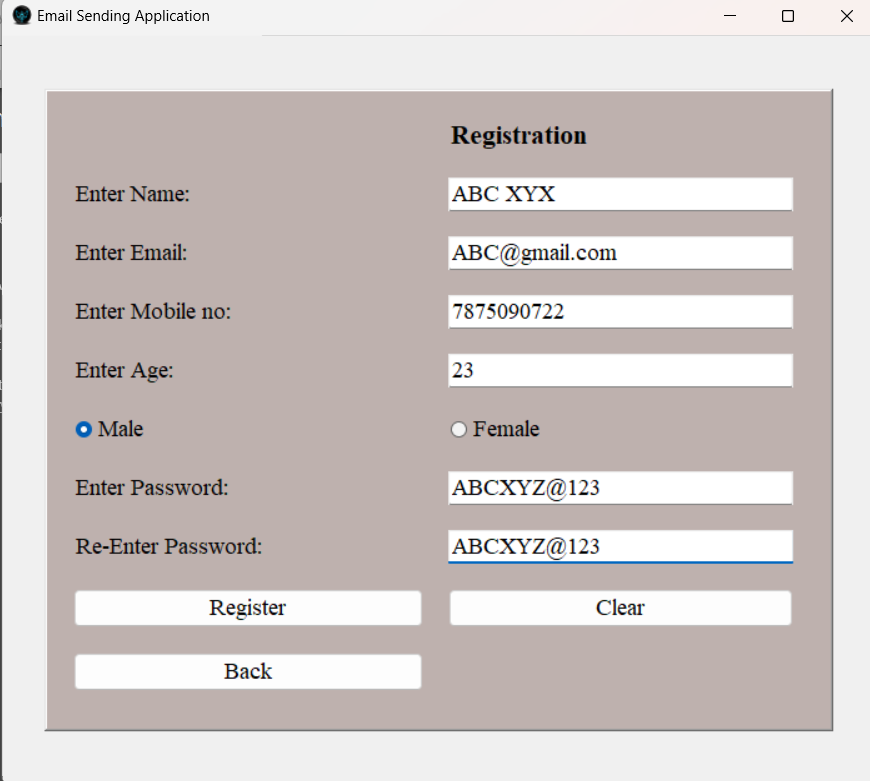 Email Sending Application
Registration
Enter Name: ABC XYX
Enter Email: ABC@gmail.com
Enter Mobile no: 7875090722
Enter Age: 23
Male Female
Enter Password: ABCXYZ@123
Re-Enter Password: ABCXYZ@123
Register Clear
Back